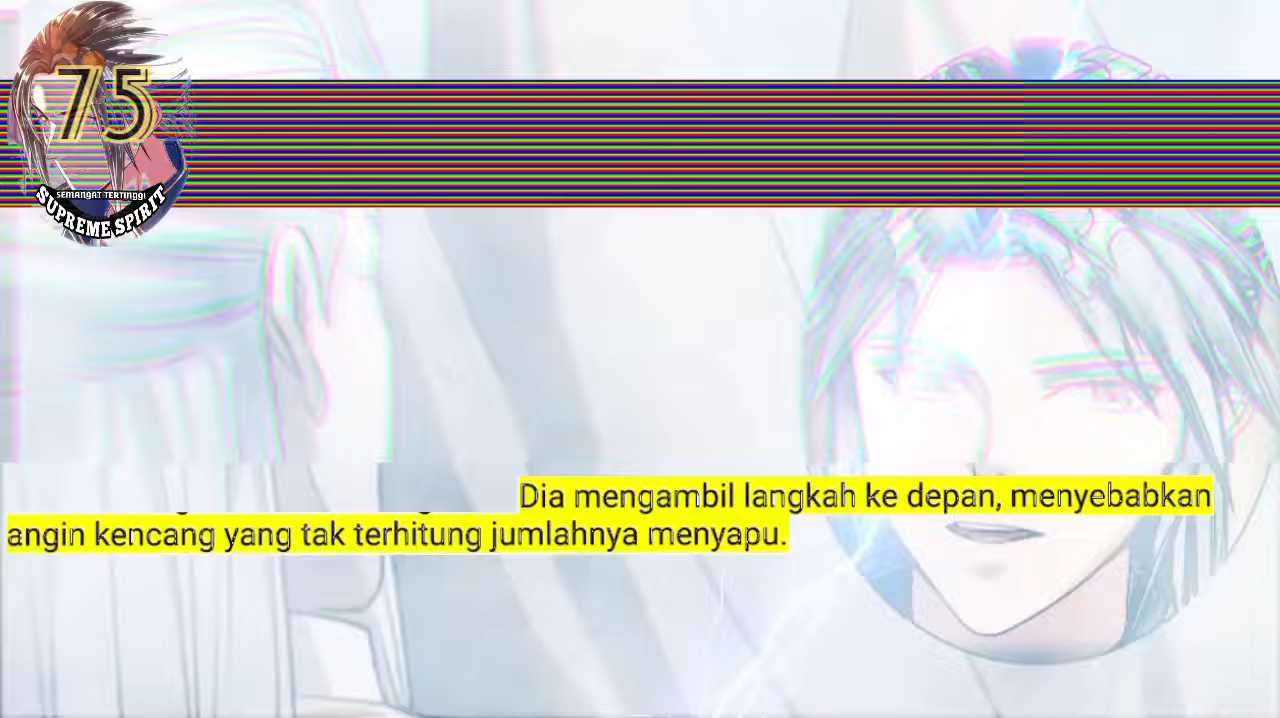 75
SEMANGAT TERTINGGI
SUPREME SPIRIT
Dia mengambil langkah ke depan, menyebabkan
angin kencang yang tak terhitung jumlahnya menyapu.